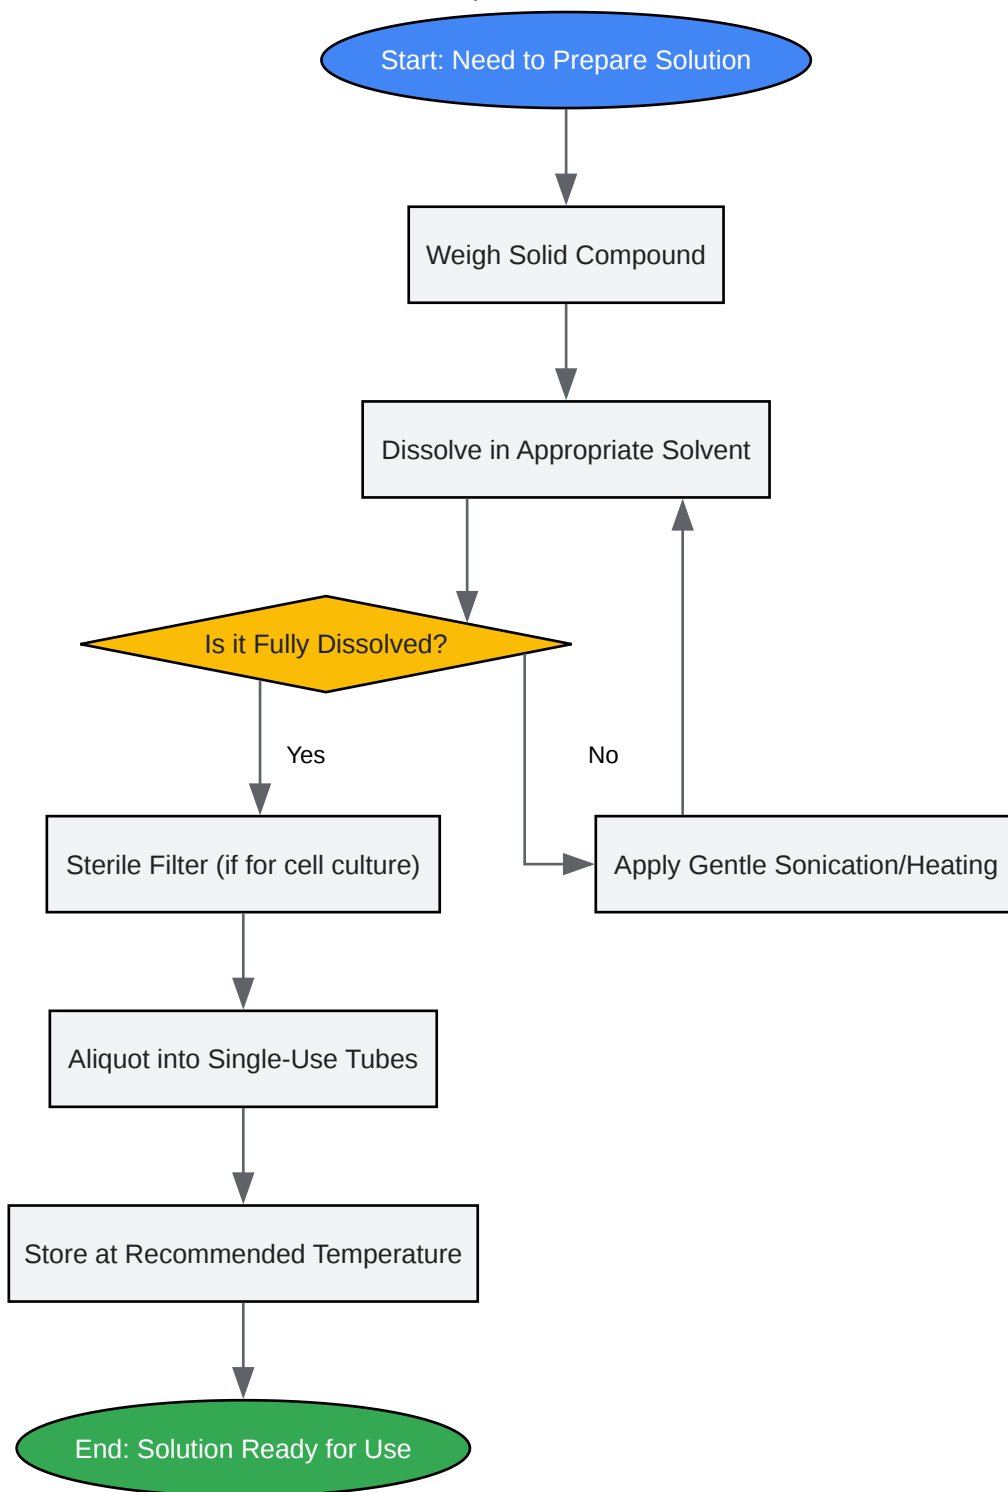 Start: Need to Prepare Solution
Weigh Solid Compound
Dissolve in Appropriate Solvent
Is it Fully Dissolved?
Yes
No
Sterile Filter (if for cell culture)
Apply Gentle Sonication/Heating
Aliquot into Single-Use Tubes
Store at Recommended Temperature
End: Solution Ready for Use